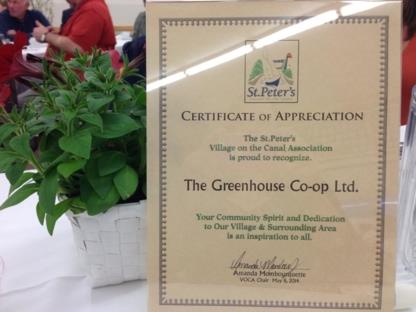 St.Peter's
CERTIFICATE OF APPRECIATION
The St.Peter's
Village on the Canal Association
is proud to recognize.
The Greenhouse Co-op Ltd.
Your Community Spirit and Dedication
to Our Village & Surrounding Area
is an inspiration to all.
Amanda Mombourquette
VOCA Chair May 8, 2014